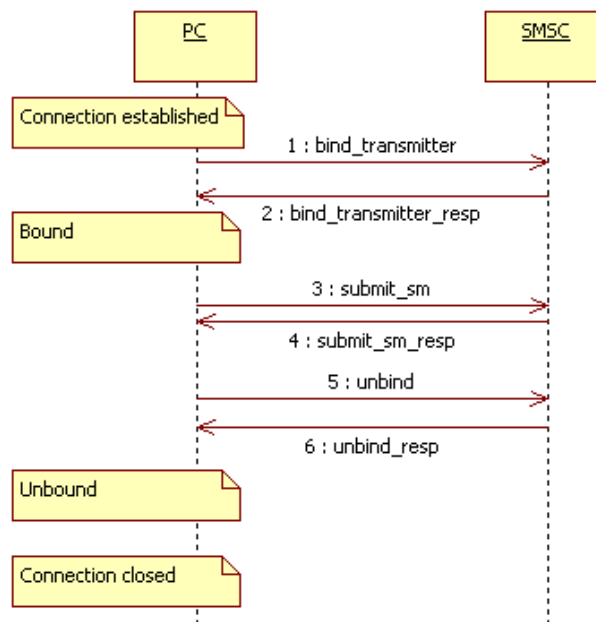 PC
SMSC
Connection established
1 : bind_transmitter
2 : bind_transmitter_resp
Bound
3 : submit_sm
4 : submit_sm_resp
5 : unbind
6 : unbind_resp
Unbound
Connection closed